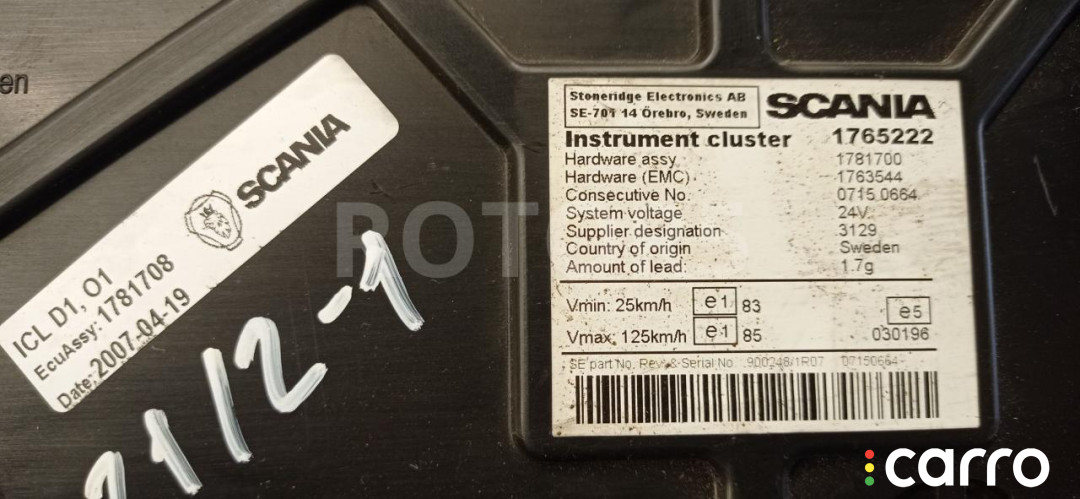 en
SCANIA
ICL D1, O1
EcuAssy: 1781708
Date: 2007-04-19
21/2-1
Stoneridge Electronics AB
SE-701 14 Örebro, Sweden
SCANIA
Instrument cluster 1765222
Hardware assy 1781700
Hardware (EMC) 1763544
Consecutive No. 0715 0664
System voltage 24V
Supplier designation 3129
Country of origin Sweden
Amount of lead: 1.7g
Vmin: 25km/h e1 83
e5
Vmax: 125km/h e1 85 030196
SE part No. Rev. & Serial No. 900248/1R07 07150664
carro